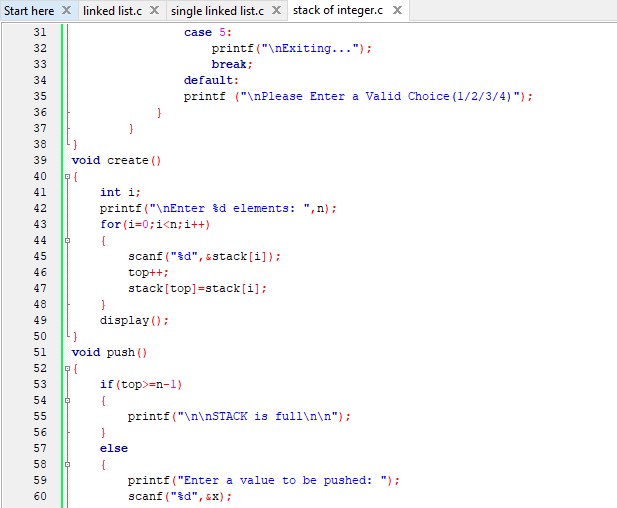 Start here linked list.c single linked list.c stack of integer.c
31 case 5:
32 printf("\nExiting...");
33 break;
34 default:
35 printf ("\nPlease Enter a Valid Choice(1/2/3/4)");
36 }
37 }
38 }
39 void create()
40 {
41 int i;
42 printf("\nEnter %d elements: ",n);
43 for(i=0;i<n;i++)
44 {
45 scanf("%d",&stack[i]);
46 top++;
47 stack[top]=stack[i];
48 }
49 display();
50 }
51 void push()
52 {
53 if(top>=n-1)
54 {
55 printf("\n\nSTACK is full\n\n");
56 }
57 else
58 {
59 printf("Enter a value to be pushed: ");
60 scanf("%d",&x);